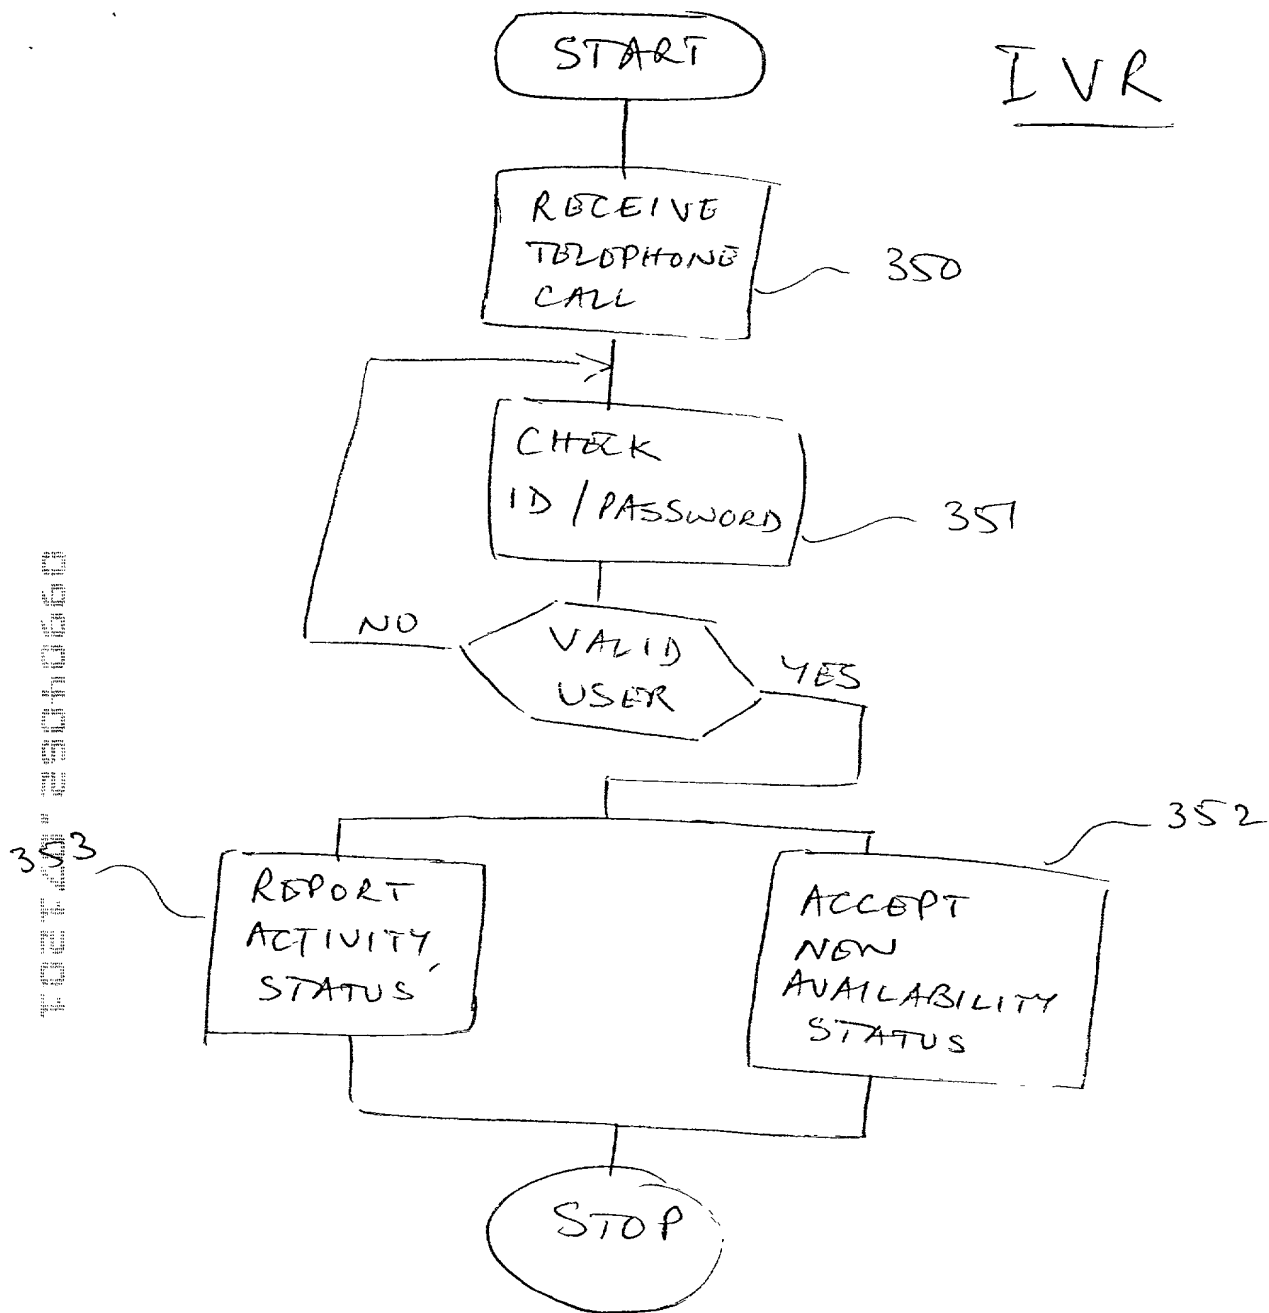 START
IVR
RECEIVE
TELEPHONE
CALL
350
CHECK
ID / PASSWORD
351
NO
VALID
USER
YES
352
353
REPORT
ACTIVITY
STATUS
ACCEPT
NEW
AVAILABILITY
STATUS
STOP